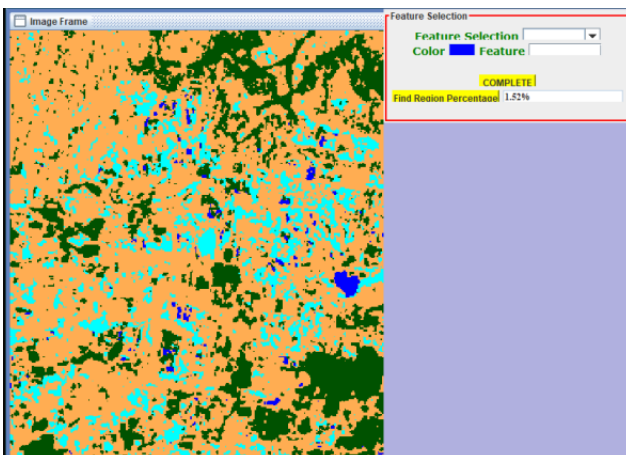 Image Frame
Feature Selection
Feature Selection
Color Feature
COMPLETE
Find Region Percentage 1.52%